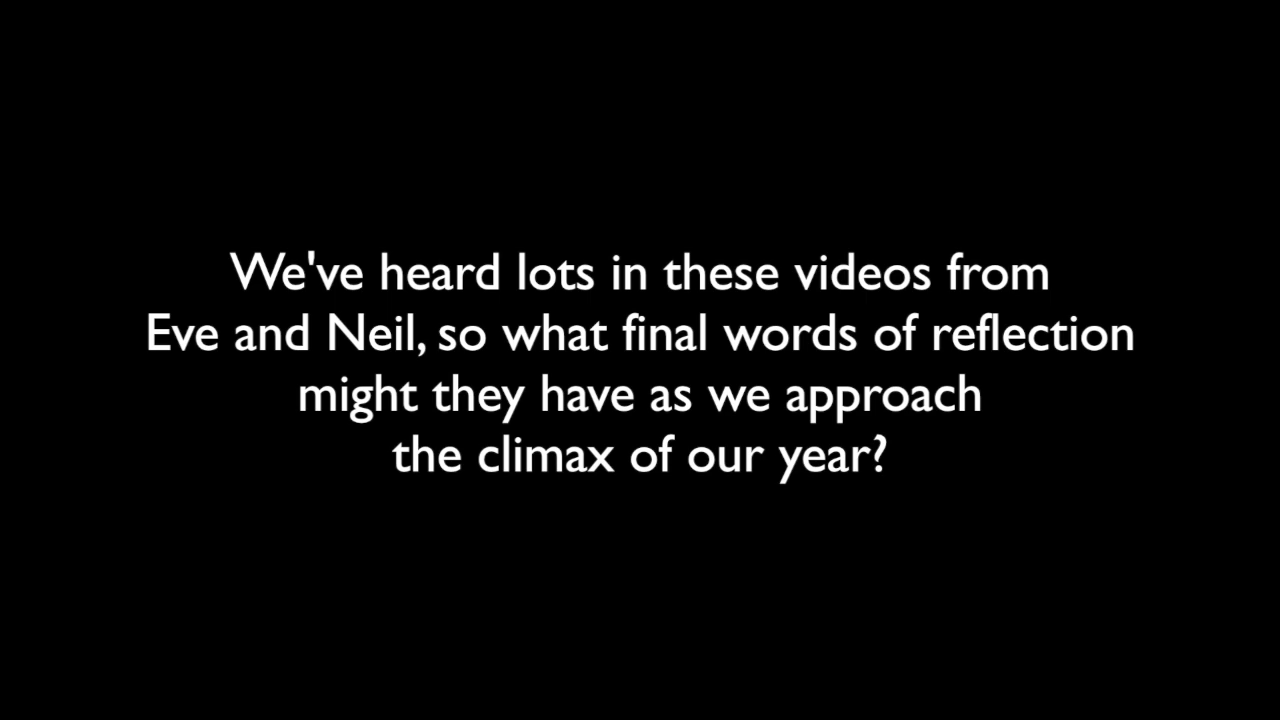 We've heard lots in these videos from
Eve and Neil, so what final words of reflection
might they have as we approach
the climax of our year?